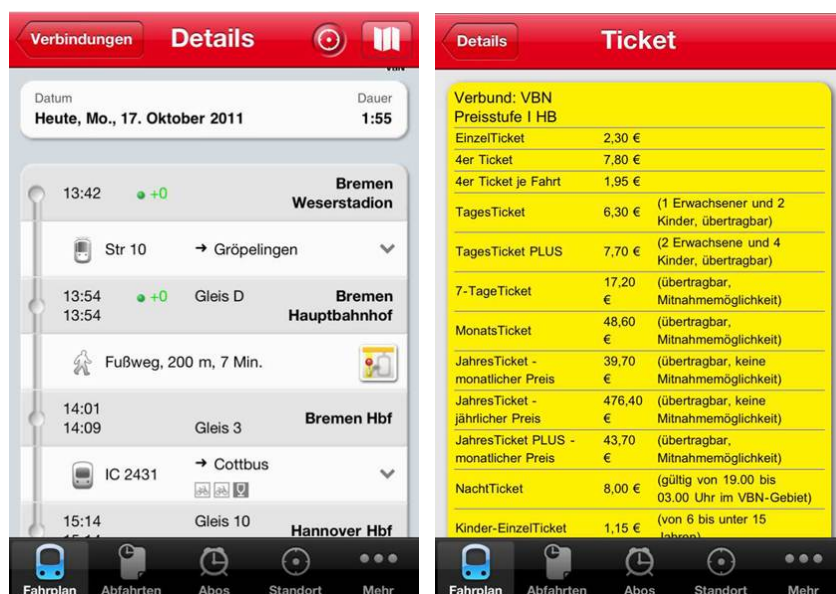 Verbindungen
Details
VBN
Datum
Dauer
Heute, Mo., 17. Oktober 2011
1:55
13:42
+0
Bremen
Weserstadion
Str 10
→ Gröpelingen
13:54
+0
Gleis D
Bremen
13:54
Hauptbahnhof
Fußweg, 200 m, 7 Min.
14:01
14:09
Gleis 3
Bremen Hbf
IC 2431
→ Cottbus
15:14
Gleis 10
Hannover Hbf
Fahrplan
Abfahrten
Abos
Standort
Mehr
Details
Ticket
Verbund: VBN
Preisstufe I HB
EinzelTicket 2,30 €
4er Ticket 7,80 €
4er Ticket je Fahrt 1,95 €
TagesTicket 6,30 € (1 Erwachsener und 2
Kinder, übertragbar)
TagesTicket PLUS 7,70 € (2 Erwachsene und 4
Kinder, übertragbar)
7-TageTicket 17,20
€ (übertragbar,
Mitnahmemöglichkeit)
MonatsTicket 48,60
€ (übertragbar,
Mitnahmemöglichkeit)
JahresTicket - 39,70 (übertragbar, keine
monatlicher Preis € Mitnahmemöglichkeit)
JahresTicket - 476,40 (übertragbar, keine
jährlicher Preis € Mitnahmemöglichkeit)
JahresTicket PLUS - 43,70 (übertragbar,
monatlicher Preis € Mitnahmemöglichkeit)
NachtTicket 8,00 € (gültig von 19.00 bis
03.00 Uhr im VBN-Gebiet)
Kinder-EinzelTicket 1,15 € (von 6 bis unter 15
Jahren)
Fahrplan
Abfahrten
Abos
Standort
Mehr